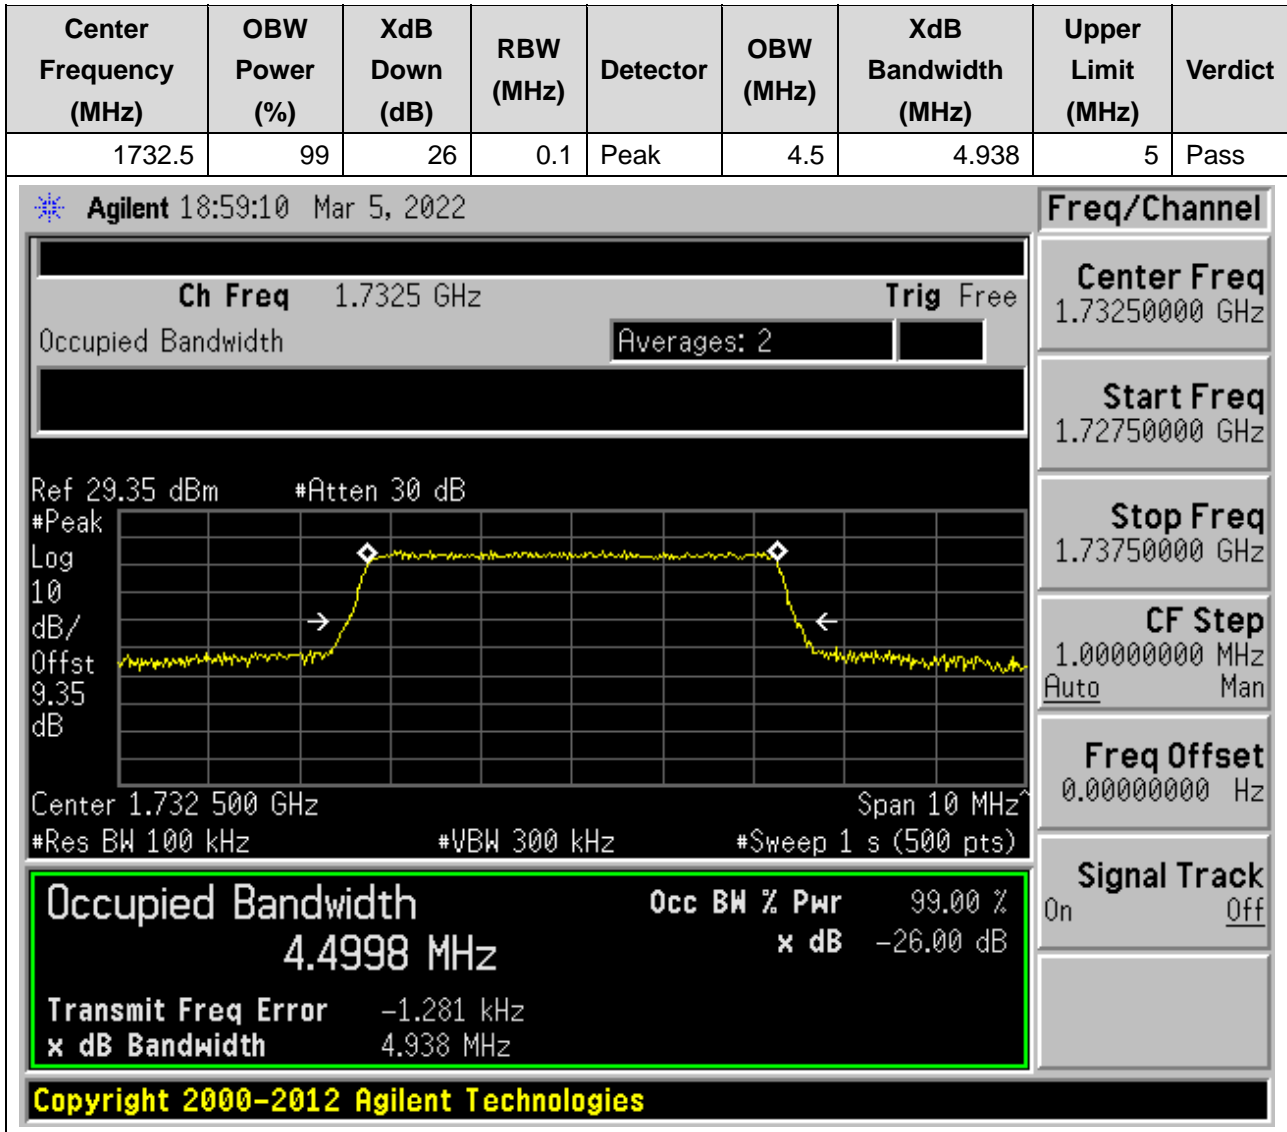 Center Frequency (MHz) OBW Power (%) XdB Down (dB) RBW (MHz) Detector OBW (MHz) XdB Bandwidth (MHz) Upper Limit (MHz) Verdict
1732.5 99 26 0.1 Peak 4.5 4.938 5 Pass
Agilent 18:59:10 Mar 5, 2022
Freq/Channel
Ch Freq 1.7325 GHz Trig Free
Occupied Bandwidth Averages: 2
Ref 29.35 dBm #Atten 30 dB
#Peak
Log
10
dB/
Offst
9.35
dB
Center 1.732 500 GHz Span 10 MHz^
#Res BW 100 kHz #VBW 300 kHz #Sweep 1 s (500 pts)
Occupied Bandwidth Occ BW % Pwr 99.00 %
4.4998 MHz x dB -26.00 dB
Transmit Freq Error -1.281 kHz
x dB Bandwidth 4.938 MHz
Center Freq
1.73250000 GHz
Start Freq
1.72750000 GHz
Stop Freq
1.73750000 GHz
CF Step
1.00000000 MHz
Auto Man
Freq Offset
0.00000000 Hz
Signal Track
On Off
Copyright 2000-2012 Agilent Technologies